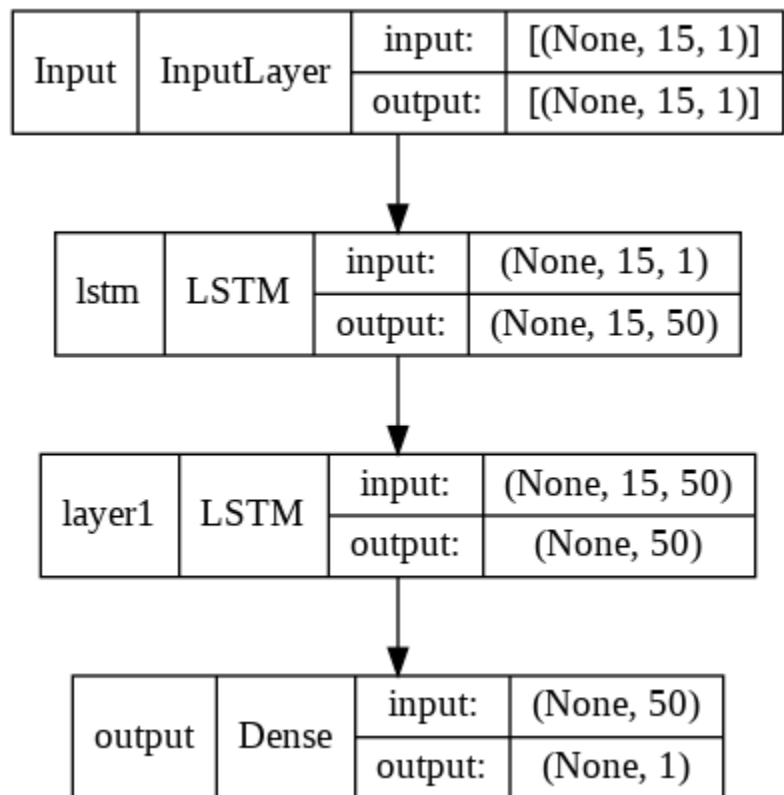 Input InputLayer input: [(None, 15, 1)]
output: [(None, 15, 1)]
lstm LSTM input: (None, 15, 1)
output: (None, 15, 50)
layer1 LSTM input: (None, 15, 50)
output: (None, 50)
output Dense input: (None, 50)
output: (None, 1)